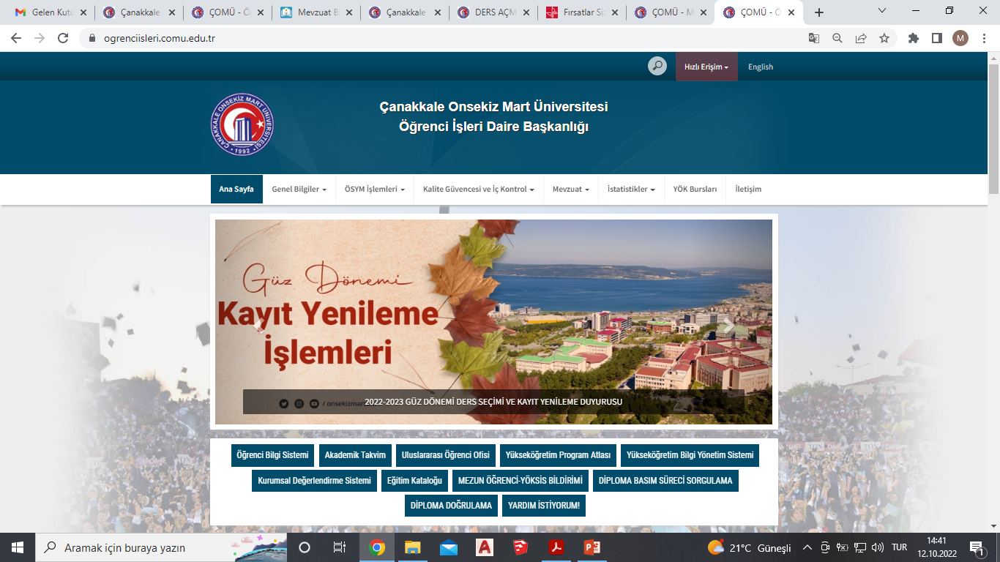 Gelen Kutu
Çanakkale
ÇOMÜ - Ö
Mevzuat B
Çanakkale
DERS AÇM
Fırsatlar Siz
ÇOMÜ - M
ÇOMÜ - Ö
ogrenciisleri.comu.edu.tr
M
Hızlı Erişim
English
ÇANAKKALE ONSEKİZ MART ÜNİVERSİTESİ
1992
Çanakkale Onsekiz Mart Üniversitesi
Öğrenci İşleri Daire Başkanlığı
Ana Sayfa
Genel Bilgiler
ÖSYM İşlemleri
Kalite Güvencesi ve İç Kontrol
Mevzuat
İstatistikler
YÖK Bursları
İletişim
Güz Dönemi
Kayıt Yenileme
İşlemleri
/ onsekizmar
2022-2023 GÜZ DÖNEMİ DERS SEÇİMİ VE KAYIT YENİLEME DUYURUSU
Öğrenci Bilgi Sistemi
Akademik Takvim
Uluslararası Öğrenci Ofisi
Yükseköğretim Program Atlası
Yükseköğretim Bilgi Yönetim Sistemi
Kurumsal Değerlendirme Sistemi
Eğitim Kataloğu
MEZUN ÖĞRENCİ-YÖKSİS BİLDİRİMİ
DİPLOMA BASIM SÜRECİ SORGULAMA
DİPLOMA DOĞRULAMA
YARDIM İSTİYORUM!
Aramak için buraya yazın
21°C Güneşli
TUR
14:41
12.10.2022
1